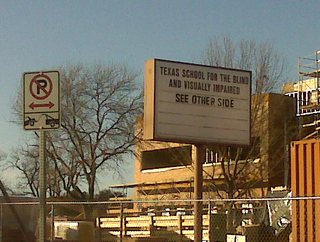 TEXAS SCHOOL FOR THE BLIND
AND VISUALLY IMPAIRED
SEE OTHER SIDE
P